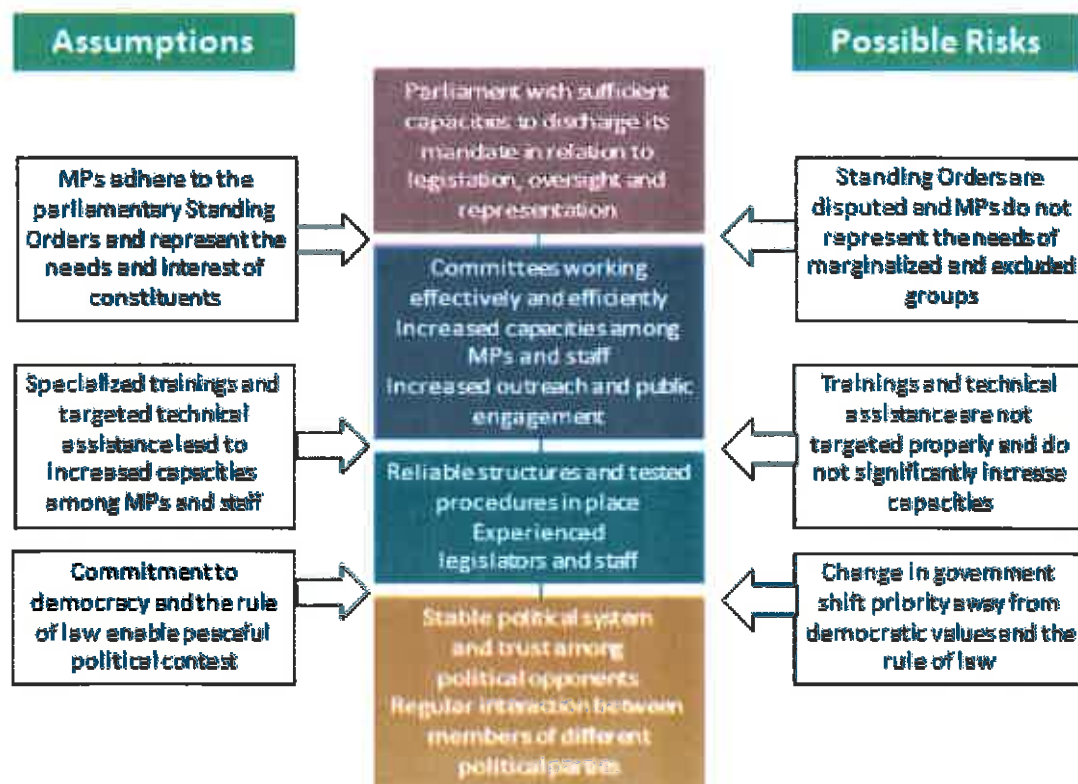 Assumptions
MPs adhere to the
parliamentary Standing
Orders and represent the
needs and interest of
constituents
Specialized trainings and
targeted technical
assistance lead to
increased capacities
among MPs and staff
Commitment to
democracy and the rule
of law enable peaceful
political contest
Parliament with sufficient
capacities to discharge its
mandate in relation to
legislation, oversight and
representation
Committees working
effectively and efficiently
Increased capacities among
MPs and staff
Increased outreach and public
engagement
Reliable structures and tested
procedures in place
Experienced
legislators and staff
Stable political system
and trust among
political opponents
Regular interaction between
members of different
political parties
Possible Risks
Standing Orders are
disputed and MPs do not
represent the needs of
marginalized and excluded
groups
Trainings and technical
assistance are not
targeted properly and do
not significantly increase
capacities
Change in government
shift priority away from
democratic values and the
rule of law